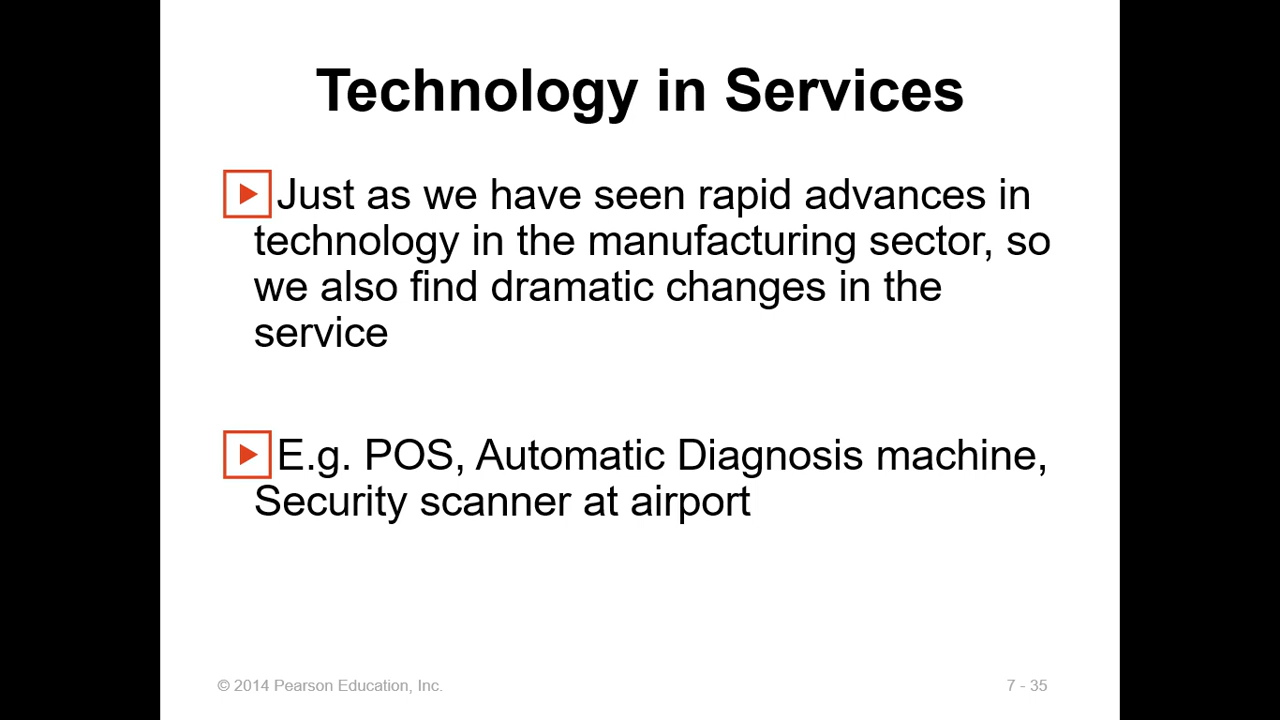 Technology in Services
Just as we have seen rapid advances in
technology in the manufacturing sector, so
we also find dramatic changes in the
service
E.g. POS, Automatic Diagnosis machine,
Security scanner at airport
© 2014 Pearson Education, Inc.
7 - 35